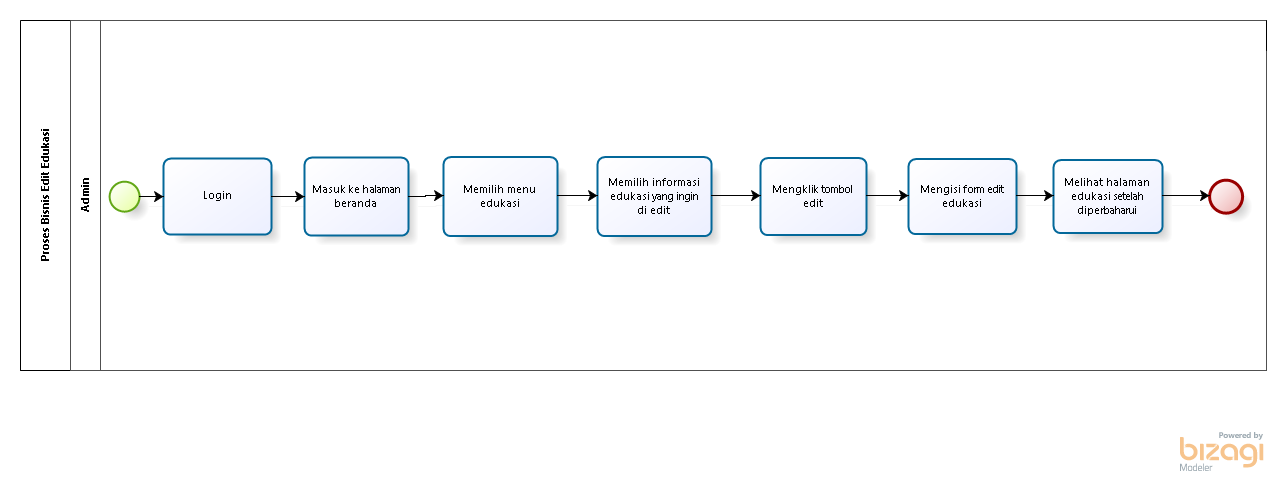 Proses Bisnis Edit Edukasi
Admin
Login
Masuk ke halaman
beranda
Memilih menu
edukasi
Memilih informasi
edukasi yang ingin
di edit
Mengklik tombol
edit
Mengisi form edit
edukasi
Melihat halaman
edukasi setelah
diperbaharui
Powered by
bizagi
Modeler